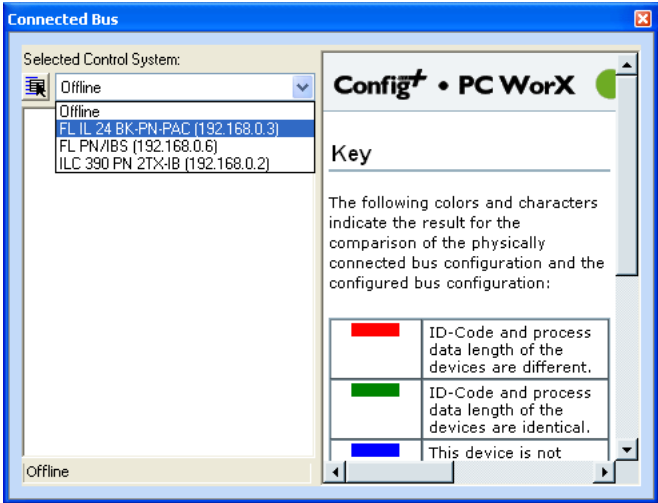 Connected Bus
Selected Control System:
Offline
Offline
FL IL 24 BK-PN-PAC (192.168.0.3)
FL PN/IBS (192.168.0.6)
ILC 390 PN 2TX-IB (192.168.0.2)
Offline
Config+ • PC WorX
Key
The following colors and characters
indicate the result for the
comparison of the physically
connected bus configuration and the
configured bus configuration:
ID-Code and process
data length of the
devices are different.
ID-Code and process
data length of the
devices are identical.
This device is not